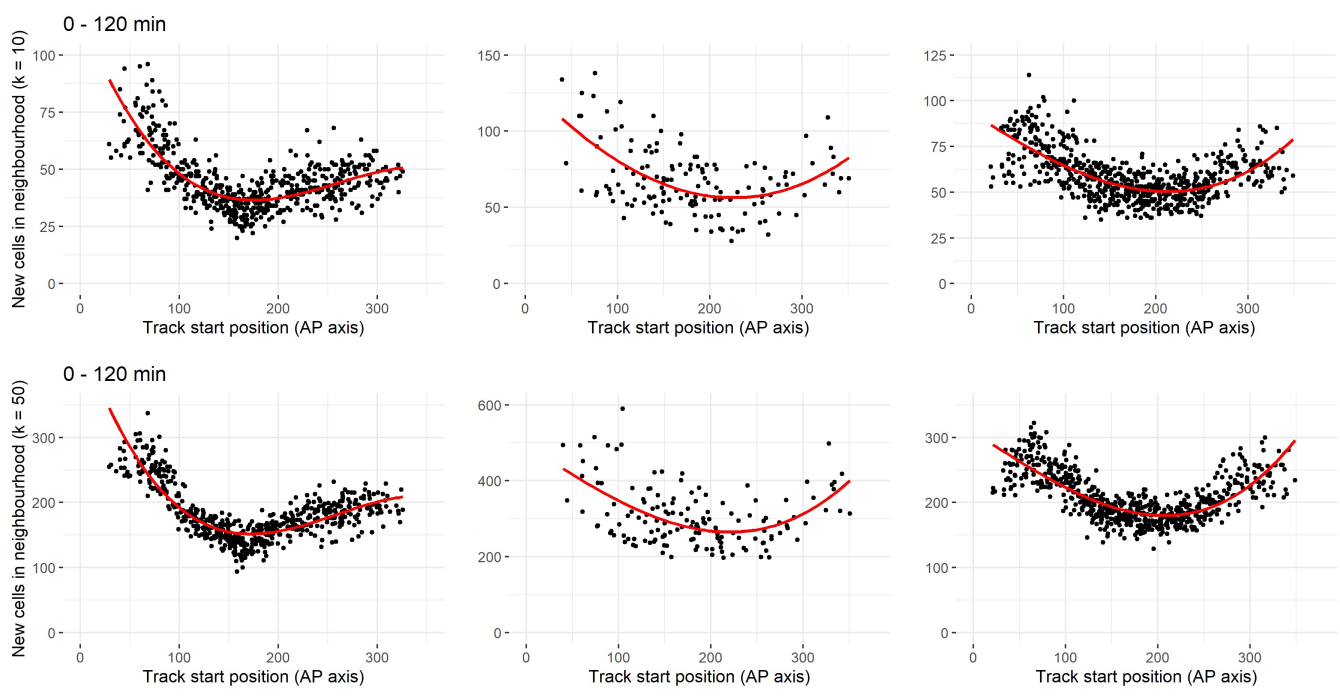 0 - 120 min
New cells in neighbourhood (k = 10)
100
75
50
25
0
0 100 200 300
Track start position (AP axis)
150
100
50
0
0 100 200 300
Track start position (AP axis)
125
100
75
50
25
0
0 100 200 300
Track start position (AP axis)
0 - 120 min
New cells in neighbourhood (k = 50)
300
200
100
0
0 100 200 300
Track start position (AP axis)
600
400
200
0
0 100 200 300
Track start position (AP axis)
300
200
100
0
0 100 200 300
Track start position (AP axis)